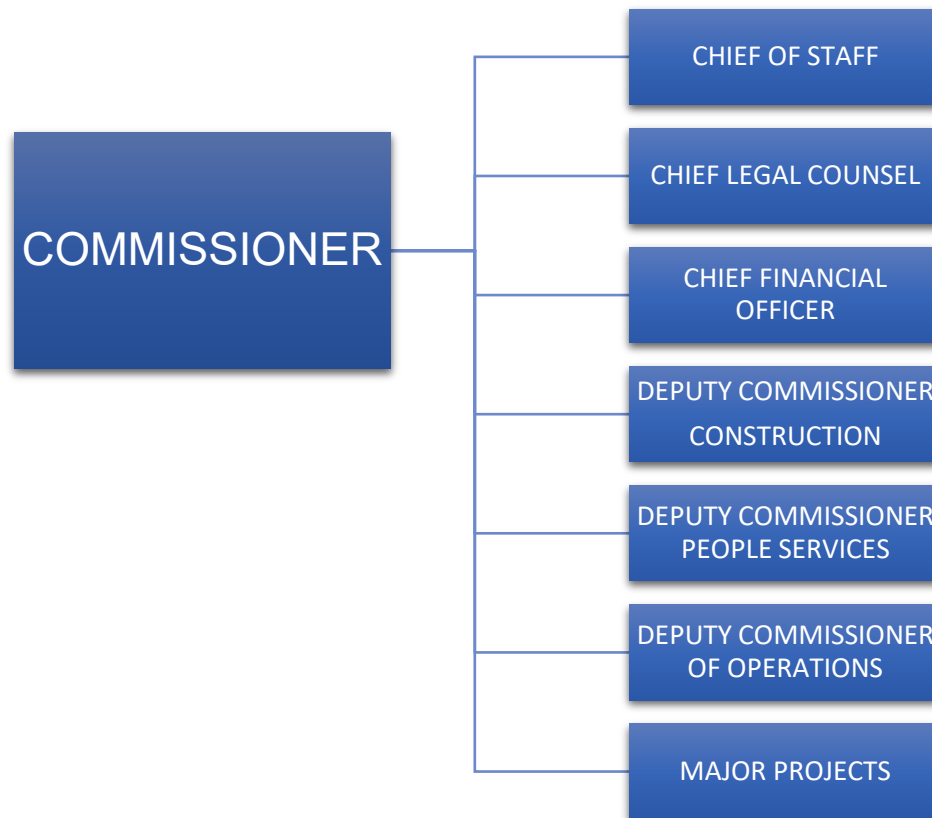 CHIEF OF STAFF
CHIEF LEGAL COUNSEL
COMMISSIONER
CHIEF FINANCIAL
OFFICER
DEPUTY COMMISSIONER
CONSTRUCTION
DEPUTY COMMISSIONER
PEOPLE SERVICES
DEPUTY COMMISSIONER
OF OPERATIONS
MAJOR PROJECTS